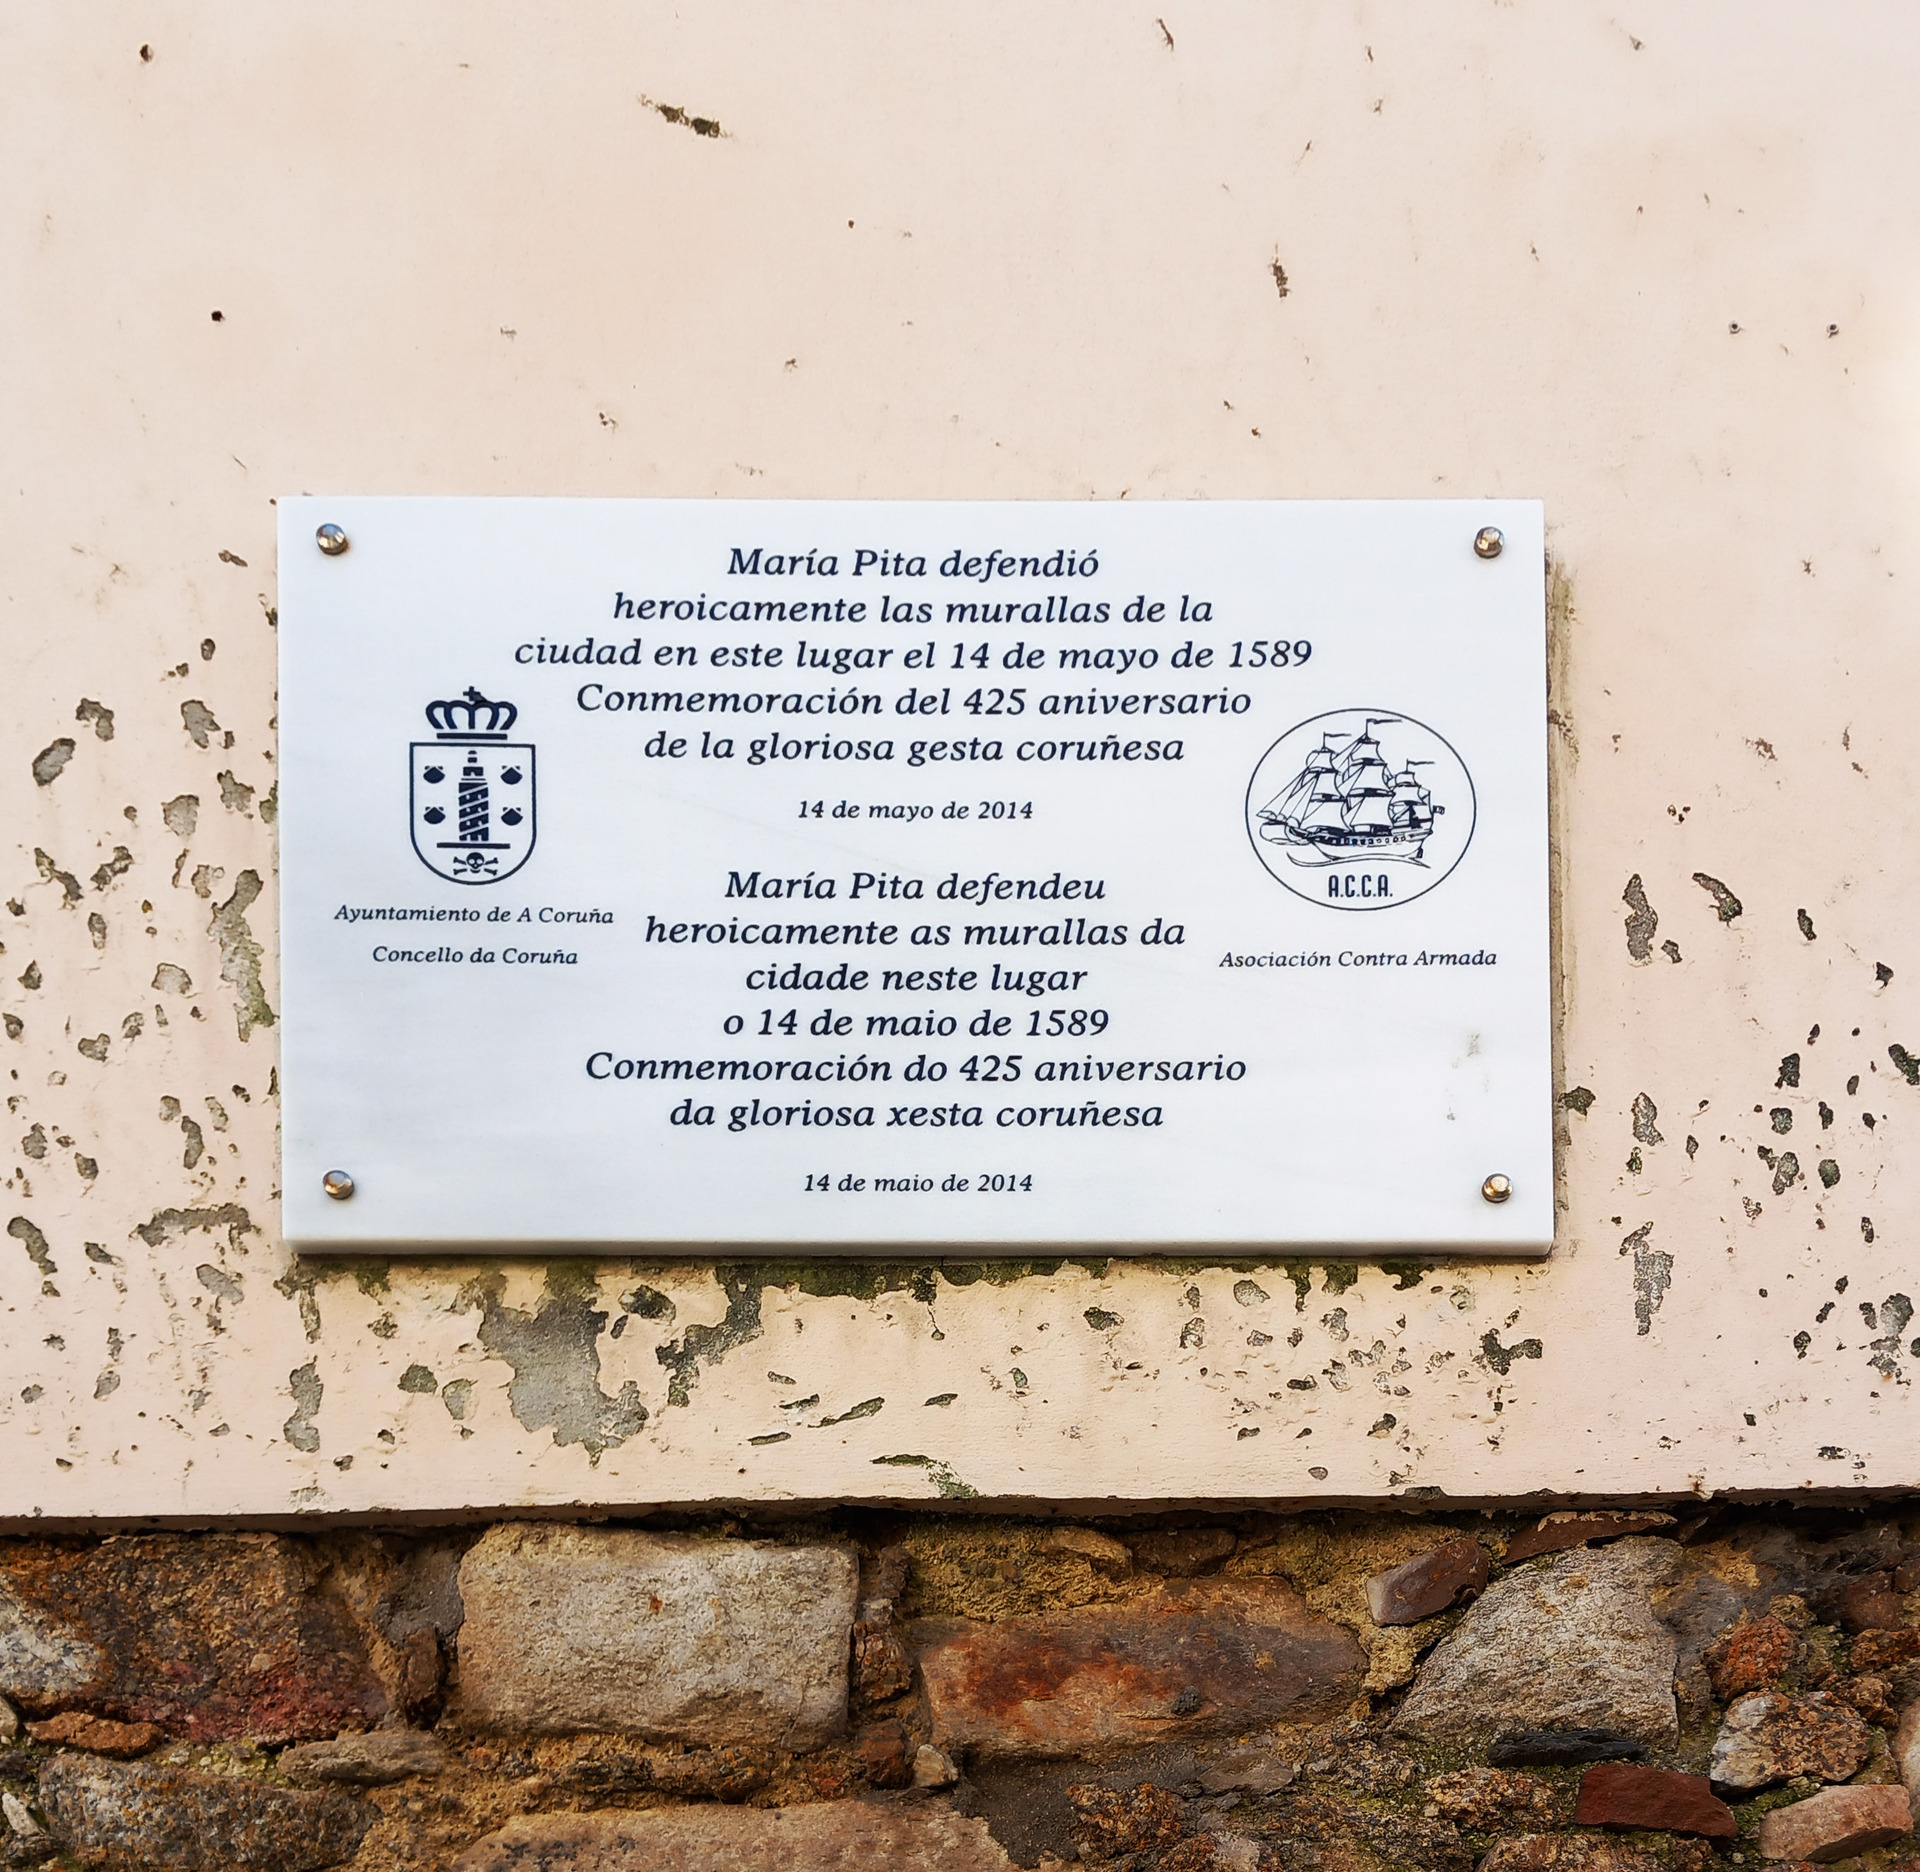 María Pita defendió
heroicamente las murallas de la
ciudad en este lugar el 14 de mayo de 1589
Conmemoración del 425 aniversario
de la gloriosa gesta coruñesa
14 de mayo de 2014
María Pita defendeu
heroicamente as murallas da
cidade neste lugar
o 14 de maio de 1589
Conmemoración do 425 aniversario
da gloriosa xesta coruñesa
14 de maio de 2014
Ayuntamiento de A Coruña
Concello da Coruña
A.C.C.A.
Asociación Contra Armada